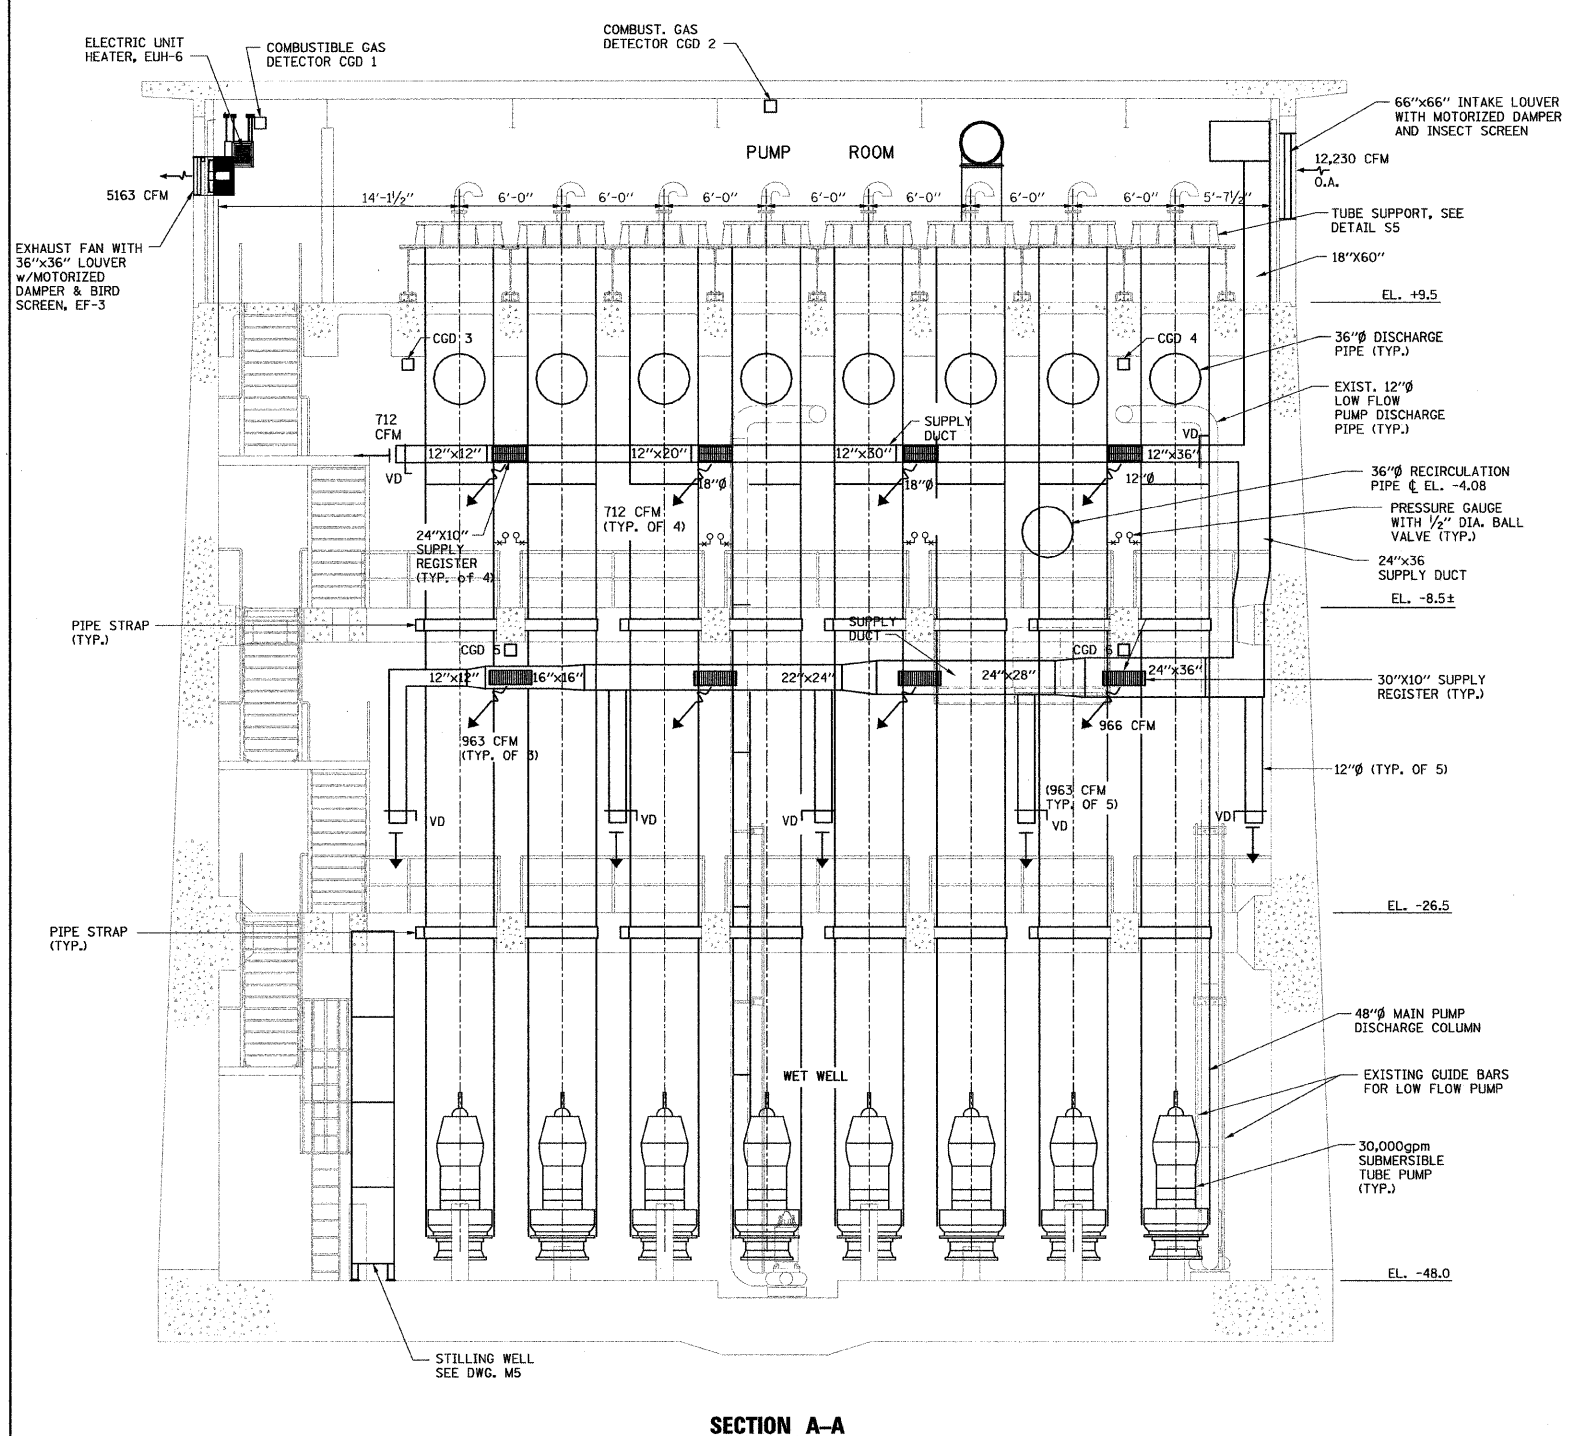 ELECTRIC UNIT
HEATER, EUH-6
COMBUSTIBLE GAS
DETECTOR CGD 1
COMBUST. GAS
DETECTOR CGD 2
66"x66" INTAKE LOUVER
WITH MOTORIZED DAMPER
AND INSECT SCREEN
PUMP ROOM
12,230 CFM
O.A.
5163 CFM
14'-1½" 6'-0" 6'-0" 6'-0" 6'-0" 6'-0" 6'-0" 6'-0" 5'-7½"
TUBE SUPPORT, SEE
DETAIL S5
EXHAUST FAN WITH
36"x36" LOUVER
w/MOTORIZED
DAMPER & BIRD
SCREEN, EF-3
18"X60"
EL. +9.5
CGD 3
CGD 4
36"Ø DISCHARGE
PIPE (TYP.)
EXIST. 12"Ø
LOW FLOW
PUMP DISCHARGE
PIPE (TYP.)
712
CFM
SUPPLY
DUCT
VD
12"x12" 12"x20" 12"x30" 12"x36"
VD
18"Ø 18"Ø 12"Ø
36"Ø RECIRCULATION
PIPE ℄ EL. -4.08
712 CFM
(TYP. OF 4)
24"X10"
SUPPLY
REGISTER
(TYP. of 4)
PRESSURE GAUGE
WITH ½" DIA. BALL
VALVE (TYP.)
24"x36
SUPPLY DUCT
EL. -8.5±
PIPE STRAP
(TYP.)
SUPPLY
DUCT
CGD 5
CGD 6
12"x12" 16"x16" 22"x24" 24"x28" 24"x36"
30"X10" SUPPLY
REGISTER (TYP.)
963 CFM
(TYP. OF 3)
966 CFM
12"Ø (TYP. OF 5)
(963 CFM
TYP. OF 5)
VD VD VD VD VD
EL. -26.5
PIPE STRAP
(TYP.)
48"Ø MAIN PUMP
DISCHARGE COLUMN
WET WELL
EXISTING GUIDE BARS
FOR LOW FLOW PUMP
30,000gpm
SUBMERSIBLE
TUBE PUMP
(TYP.)
EL. -48.0
STILLING WELL
SEE DWG. M5
SECTION A-A